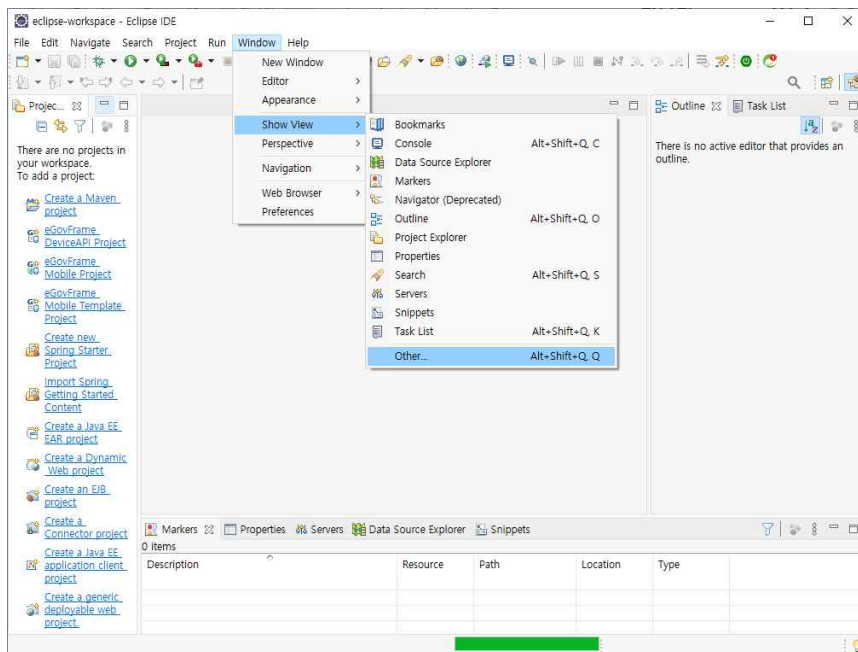 eclipse-workspace - Eclipse IDE
File Edit Navigate Search Project Run Window Help
New Window
Editor
Appearance
Show View
Perspective
Navigation
Web Browser
Preferences
Bookmarks
Console Alt+Shift+Q, C
Data Source Explorer
Markers
Navigator (Deprecated)
Outline Alt+Shift+Q, O
Project Explorer
Properties
Search Alt+Shift+Q, S
Servers
Snippets
Task List Alt+Shift+Q, K
Other... Alt+Shift+Q, Q
Projec...
There are no projects in
your workspace.
To add a project:
Create a Maven
project
eGovFrame
DeviceAPI Project
eGovFrame
Mobile Project
eGovFrame
Mobile Template
Project
Create new
Spring Starter
Project
Import Spring
Getting Started
Content
Create a Java EE
EAR project
Create a Dynamic
Web project
Create an EJB
project
Create a
Connector project
Create a Java EE
application client
project
Create a generic
deployable web
project.
Outline Task List
There is no active editor that provides an
outline.
Markers Properties Servers Data Source Explorer Snippets
0 items
Description Resource Path Location Type